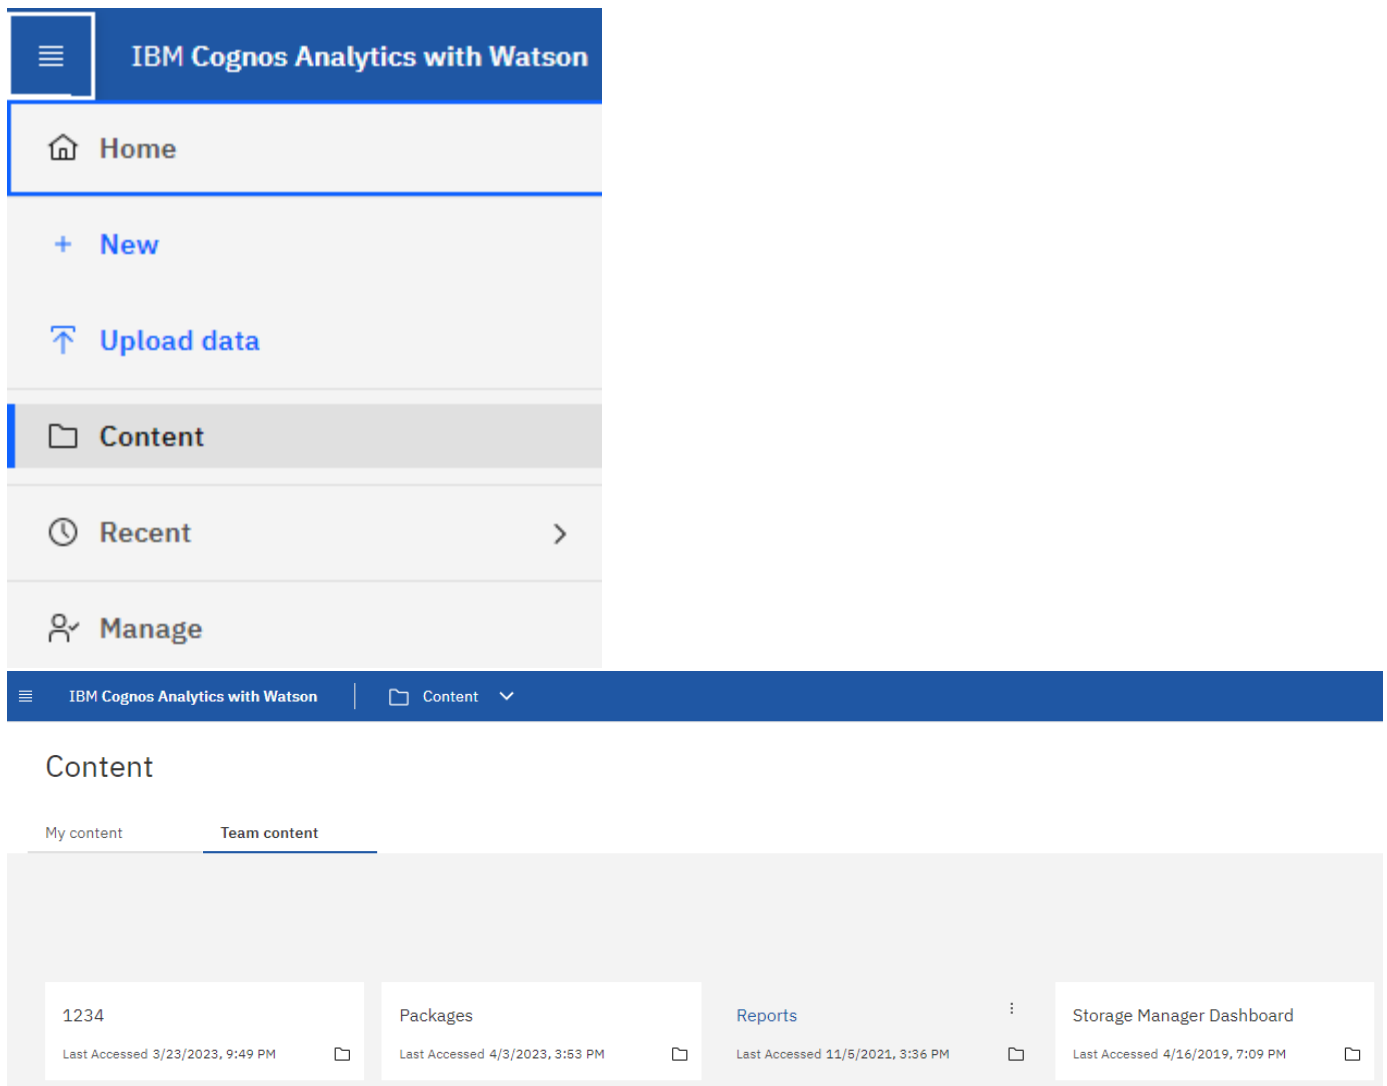 IBM Cognos Analytics with Watson
Home
New
Upload data
Content
Recent
Manage
IBM Cognos Analytics with Watson Content
Content
My content Team content
1234 Packages Reports Storage Manager Dashboard
Last Accessed 3/23/2023, 9:49 PM Last Accessed 4/3/2023, 3:53 PM Last Accessed 11/5/2021, 3:36 PM Last Accessed 4/16/2019, 7:09 PM